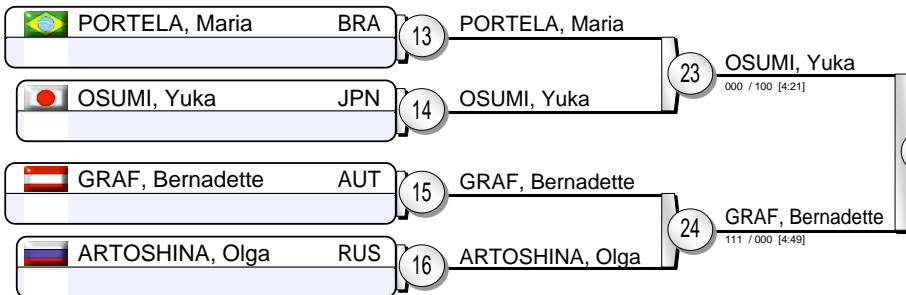 PORTELA, Maria BRA 13 PORTELA, Maria
23 OSUMI, Yuka
000 / 100 [4:21]
OSUMI, Yuka JPN 14 OSUMI, Yuka
GRAF, Bernadette AUT 15 GRAF, Bernadette
24 GRAF, Bernadette
111 / 000 [4:49]
ARTOSHINA, Olga RUS 16 ARTOSHINA, Olga